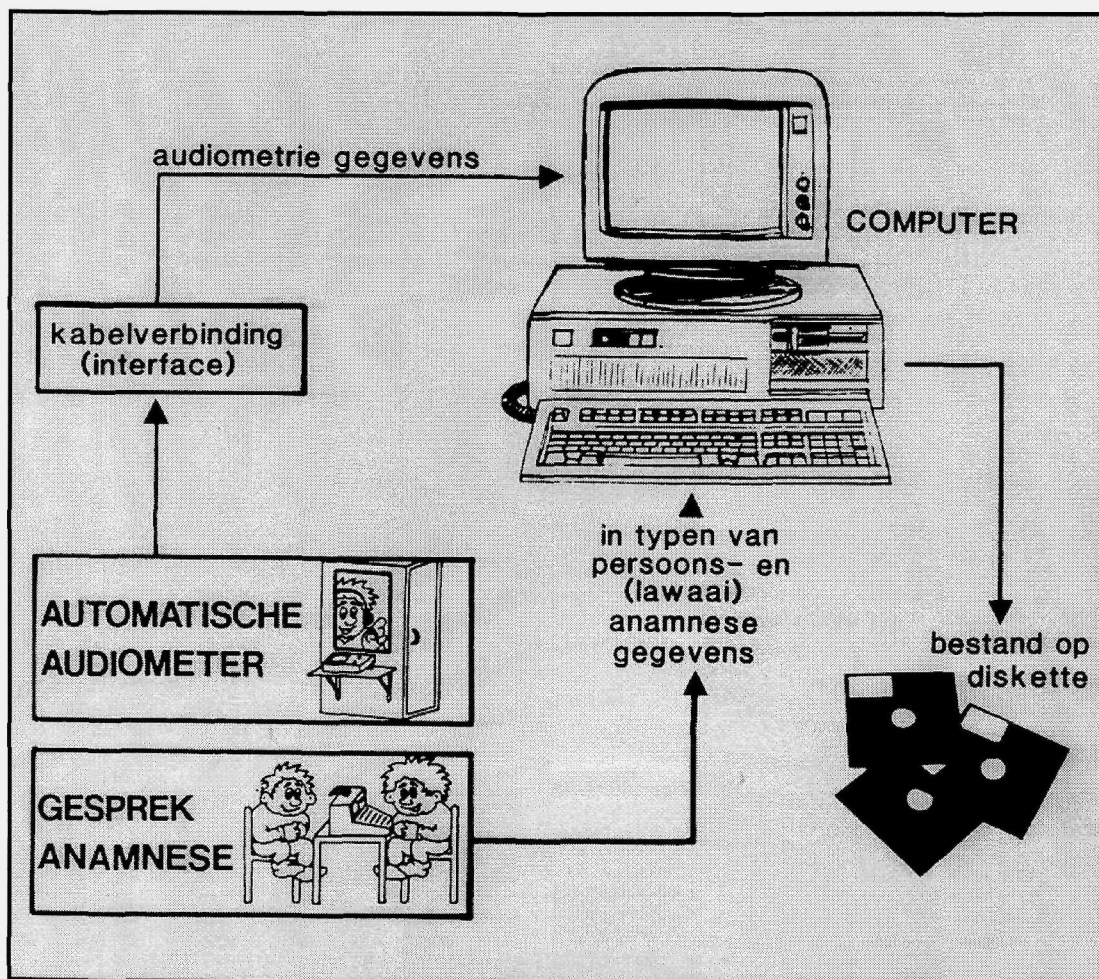 audiometrie gegevens
COMPUTER
kabelverbinding
(interface)
in typen van
persoons- en
(lawaai)
anamnese
gegevens
AUTOMATISCHE
AUDIOMETER
bestand op
diskette
GESPREK
ANAMNESE